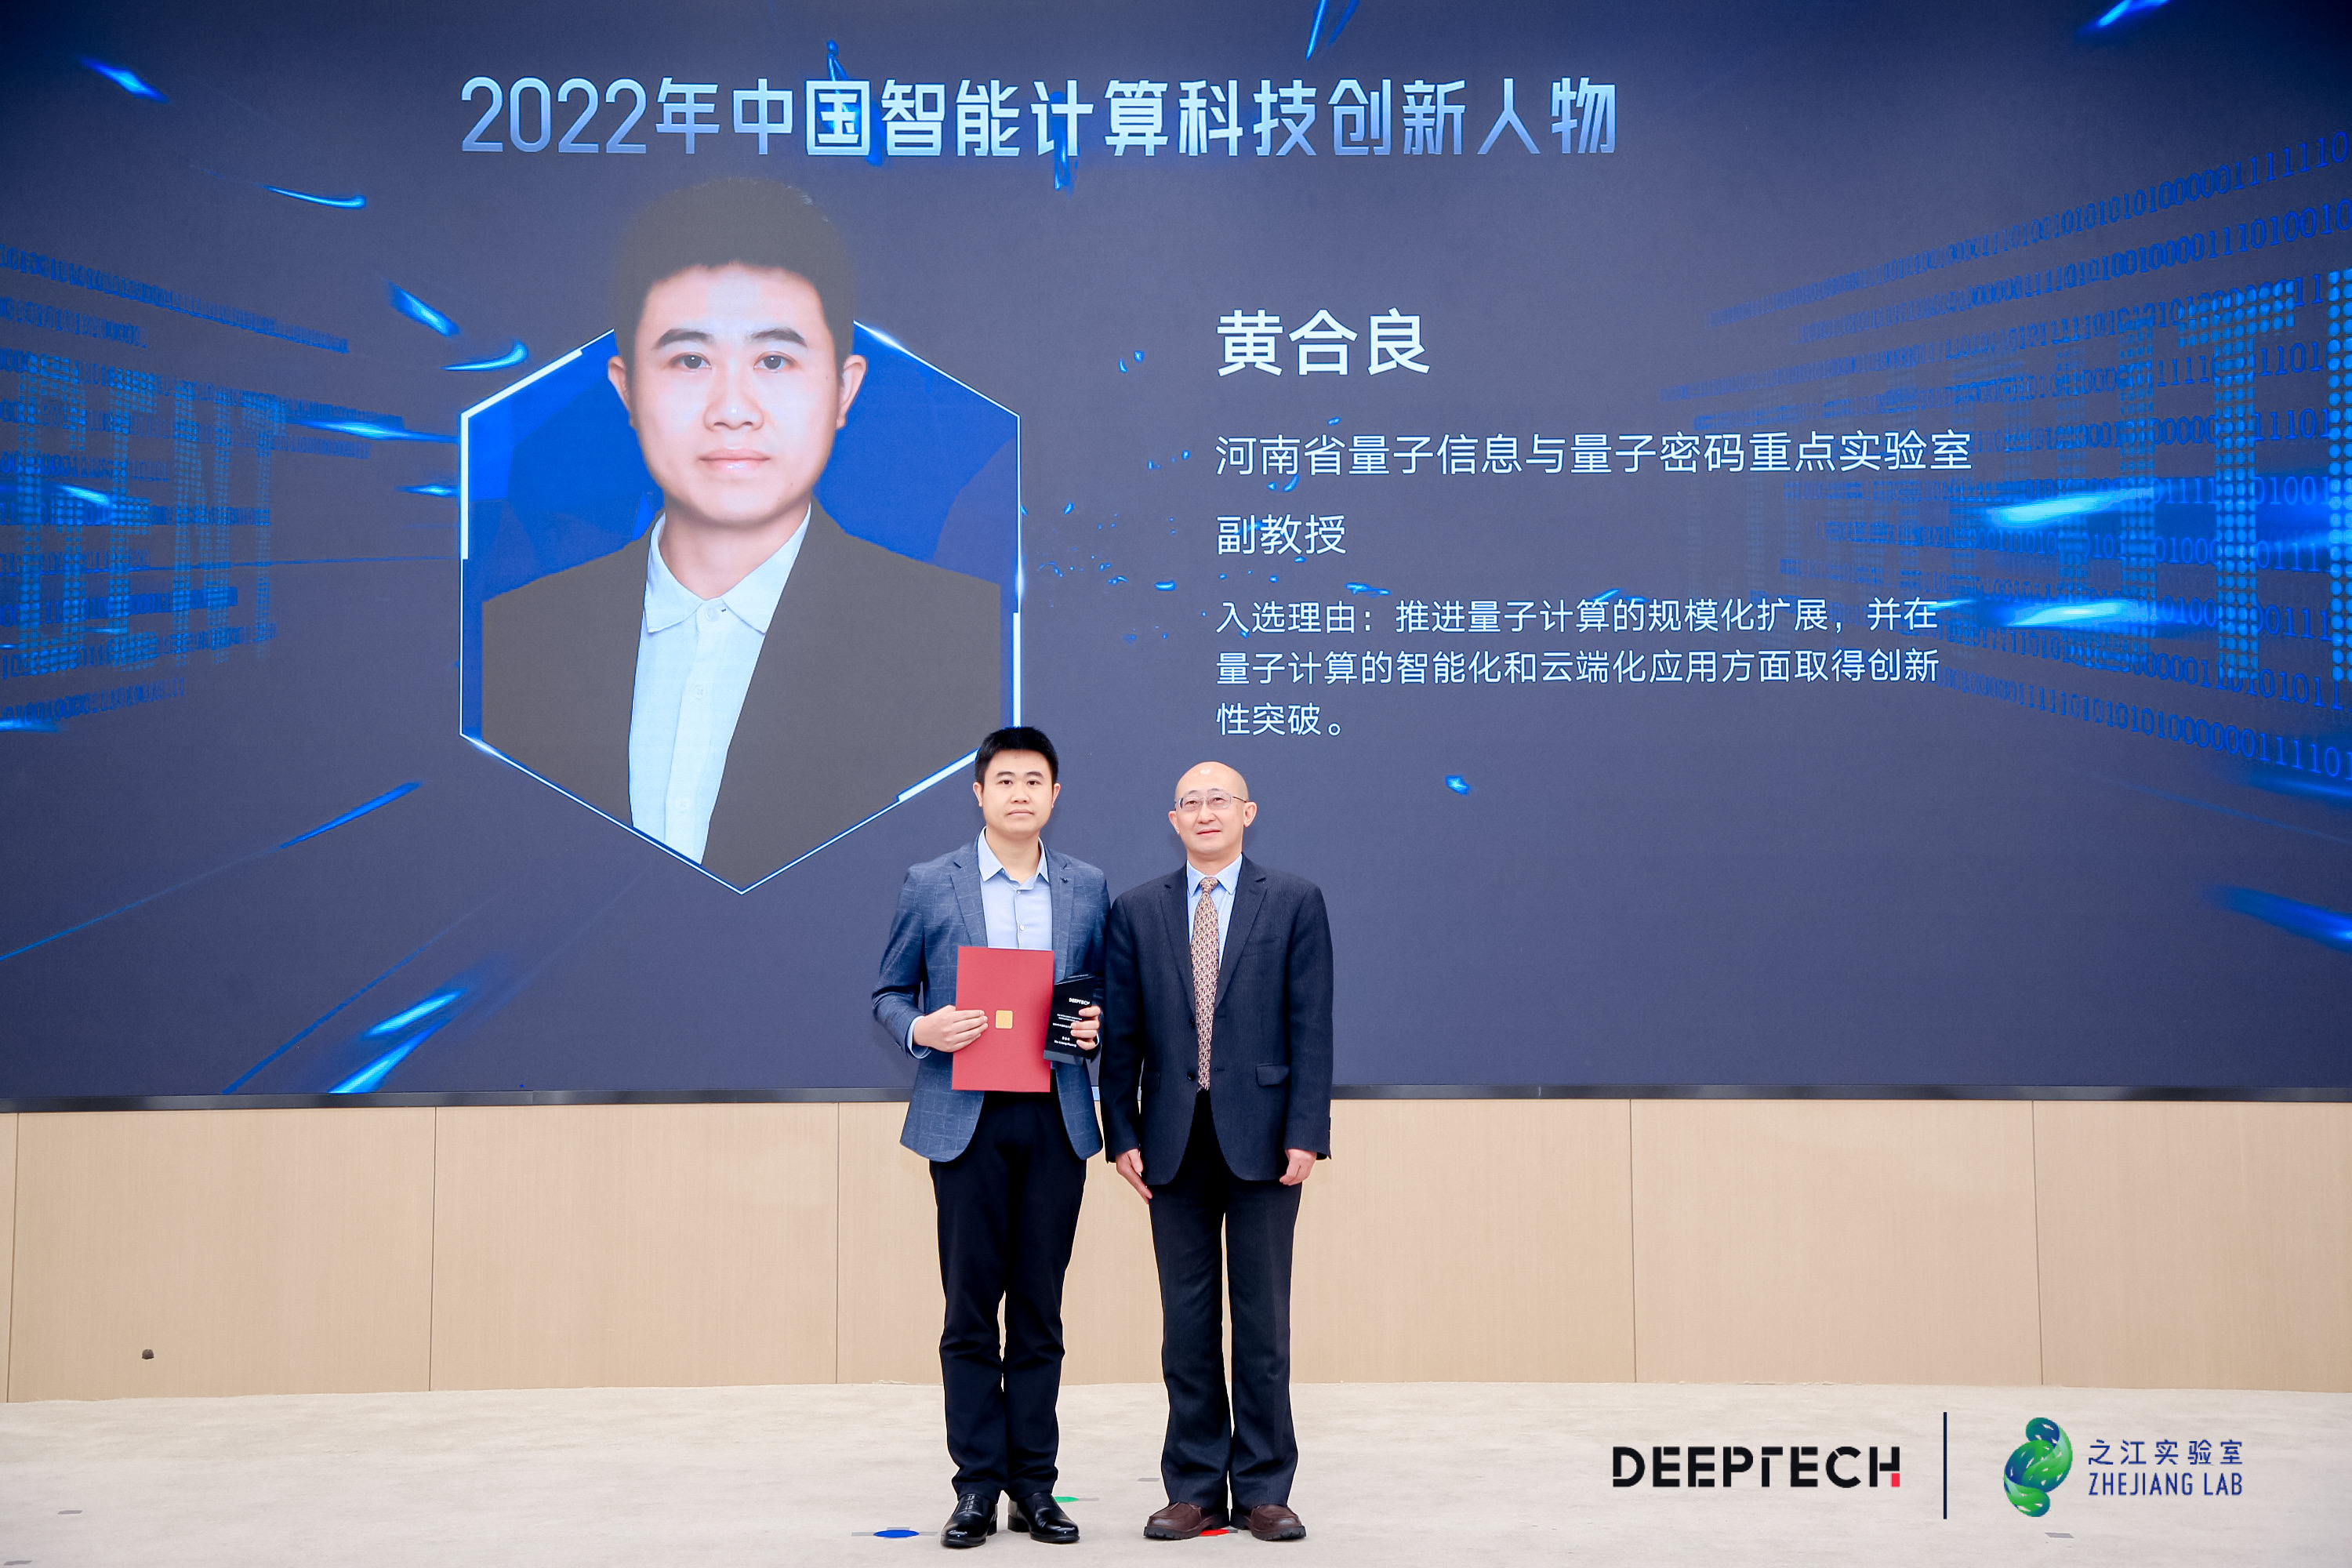 2022年中国智能计算科技创新人物
黄合良
河南省量子信息与量子密码重点实验室
副教授
入选理由：推进量子计算的规模化扩展，并在
量子计算的智能化和云端化应用方面取得创新
性突破。
DEEPTECH
DEEPTECH
之江实验室
ZHEJIANG LAB